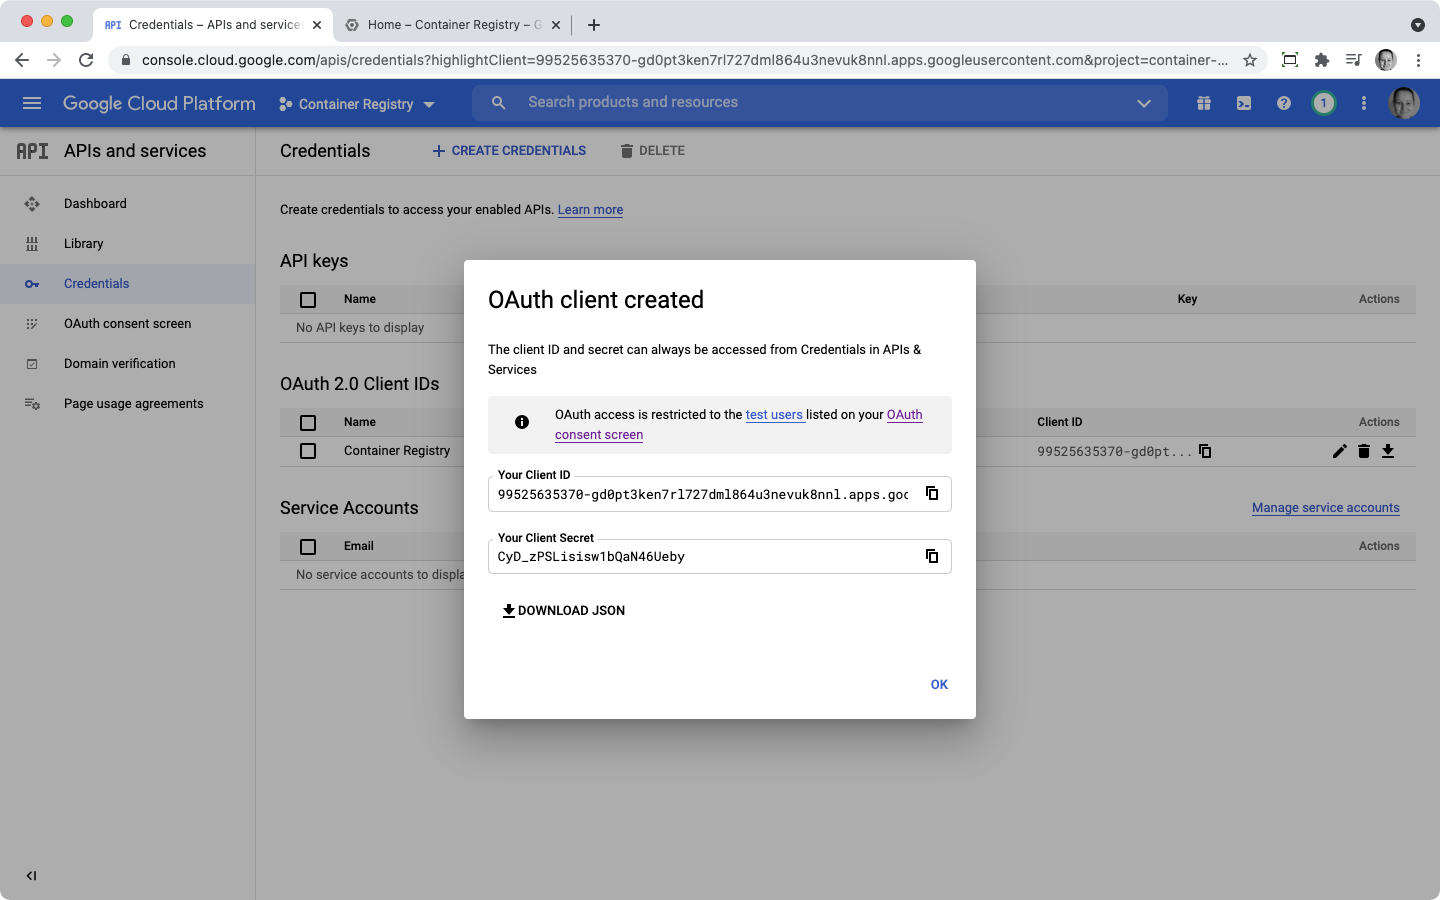 API Credentials – APIs and services
Home – Container Registry – G
console.cloud.google.com/apis/credentials?highlightClient=99525635370-gd0pt3ken7rl727dml864u3nevuk8nnl.apps.googleusercontent.com&project=container-...
Google Cloud Platform
Container Registry
Search products and resources
1
API APIs and services
Credentials
CREATE CREDENTIALS
DELETE
Dashboard
Library
Credentials
OAuth consent screen
Domain verification
Page usage agreements
Create credentials to access your enabled APIs. Learn more
API keys
Name
Key
Actions
No API keys to display
OAuth 2.0 Client IDs
Name
Client ID
Actions
Container Registry
99525635370-gd0pt...
Service Accounts
Manage service accounts
Email
Actions
No service accounts to displa
OAuth client created
The client ID and secret can always be accessed from Credentials in APIs &
Services
OAuth access is restricted to the test users listed on your OAuth
consent screen
Your Client ID
99525635370-gd0pt3ken7rl727dml864u3nevuk8nnl.apps.goo
Your Client Secret
CyD_zPSLisisw1bQaN46Ueby
DOWNLOAD JSON
OK